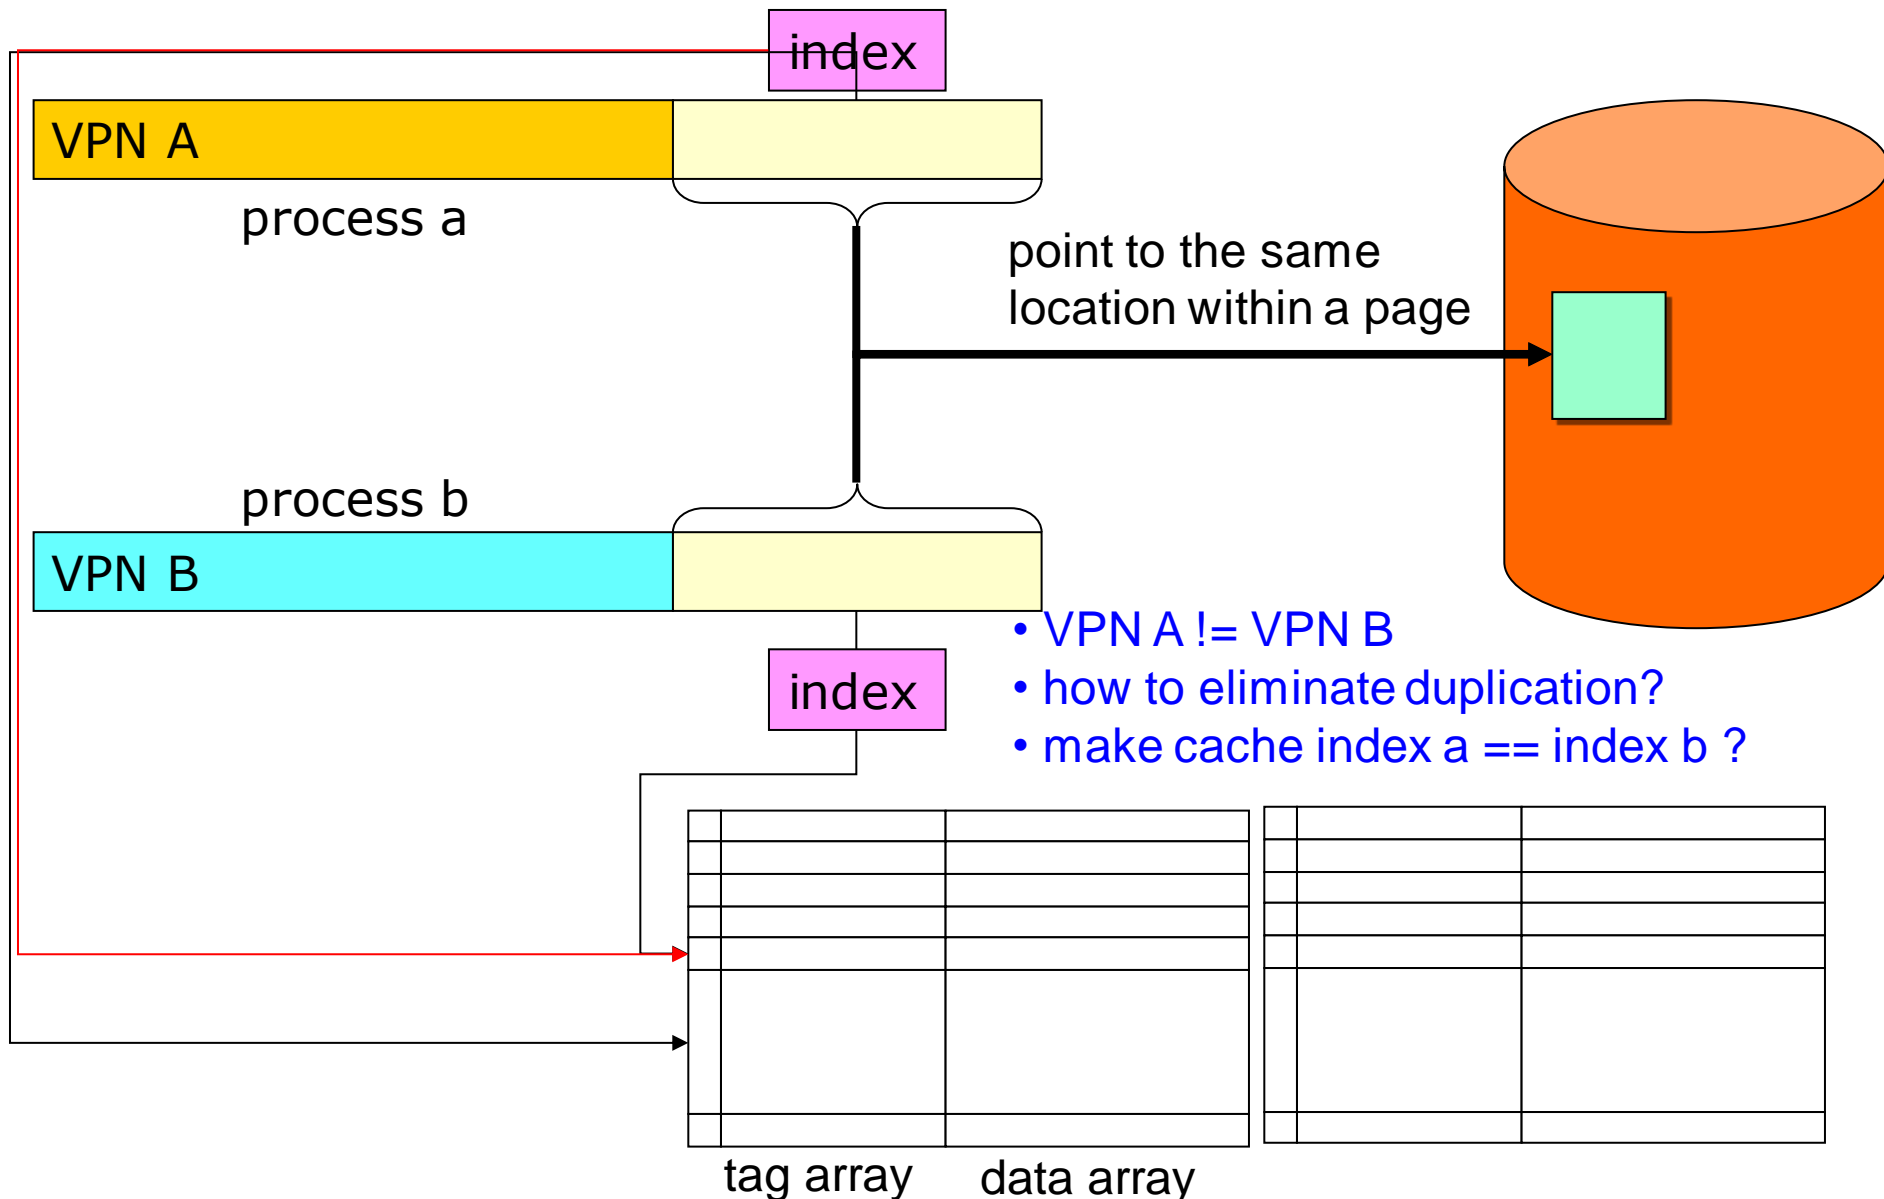 index
VPN A
process a
point to the same
location within a page
process b
VPN B
• VPN A != VPN B
index
• how to eliminate duplication?
• make cache index a == index b ?
tag array
data array